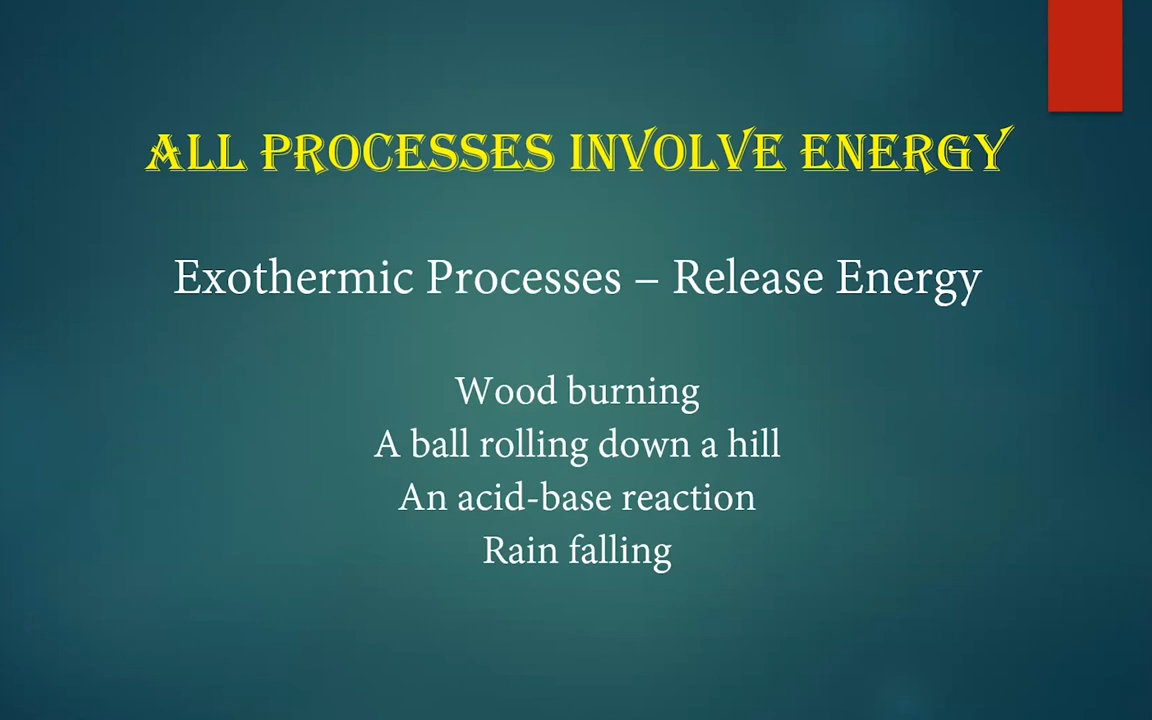 ALL PROCESSES INVOLVE ENERGY
Exothermic Processes – Release Energy
Wood burning
A ball rolling down a hill
An acid-base reaction
Rain falling